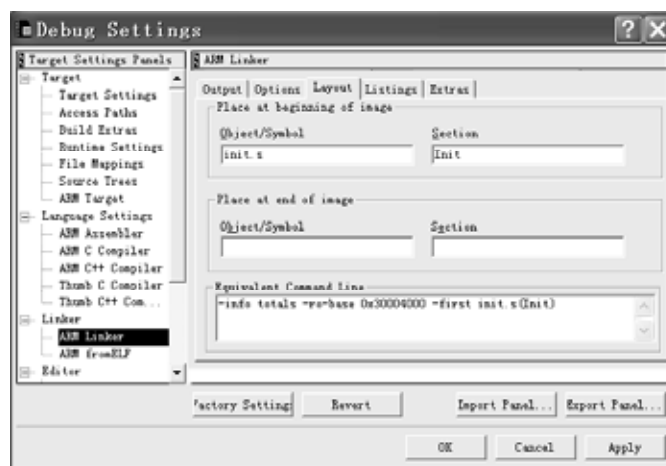 Debug Settings
Target Settings Panels
Target
Target Settings
Access Paths
Build Extras
Runtime Settings
File Mappings
Source Trees
ARM Target
Language Settings
ARM Assembler
ARM C Compiler
ARM C++ Compiler
Thumb C Compiler
Thumb C++ Com...
Linker
ARM Linker
ARM fromELF
Editor
ARM Linker
Output Options Layout Listings Extras
Place at beginning of image
Object/Symbol Section
init.s Init
Place at end of image
Object/Symbol Section
Equivalent Command Line
-info totals -ro-base 0x30004000 -first init.s(Init)
Factory Settings Revert Import Panel... Export Panel...
OK Cancel Apply